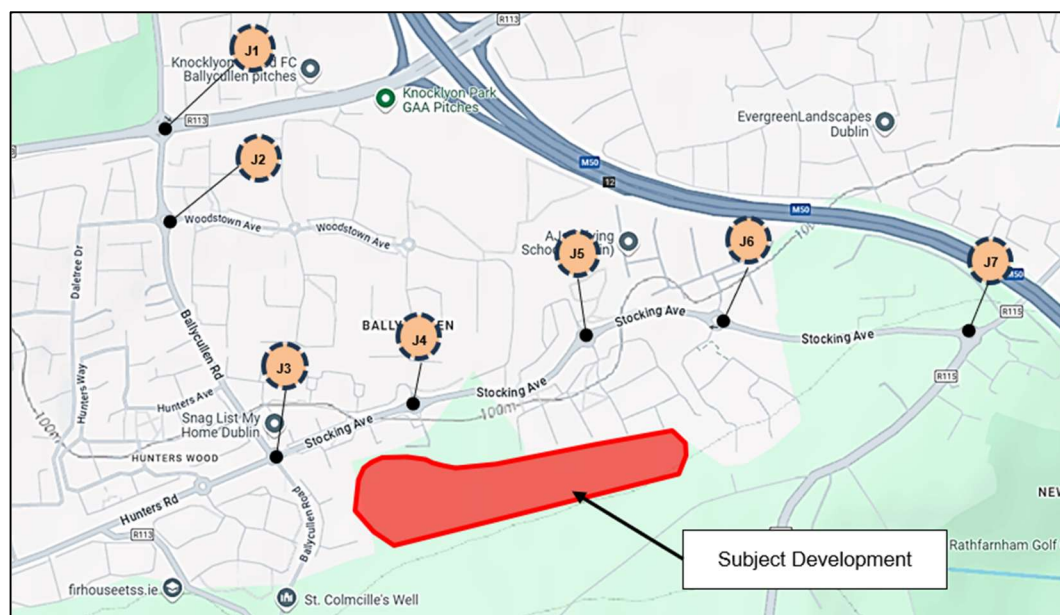 J1
R113
Knocklyon
d FC
Ballycullen pitches
Knocklyon Park
GAA Pitches
EvergreenLandscapes
Dublin
R113
J2
M50
12
M50
Woodstown Ave
Woodstown Ave
Daletree Dr
J5
J6
J7
M50
R115
Ballycullen Rd
BALLY
EN
J4
Stocking Ave
Stocking Ave
R115
J3
Hunters Way
Hunters Ave
Stocking Ave
100m
100m
Snag List My
Home Dublin
Stocking Ave
HUNTERS WOOD
Hunters Rd
Ballycullen Road
R113
NEW
Subject Development
Rathfarnham Golf
firhouseetss.ie
St. Colmcille's Well